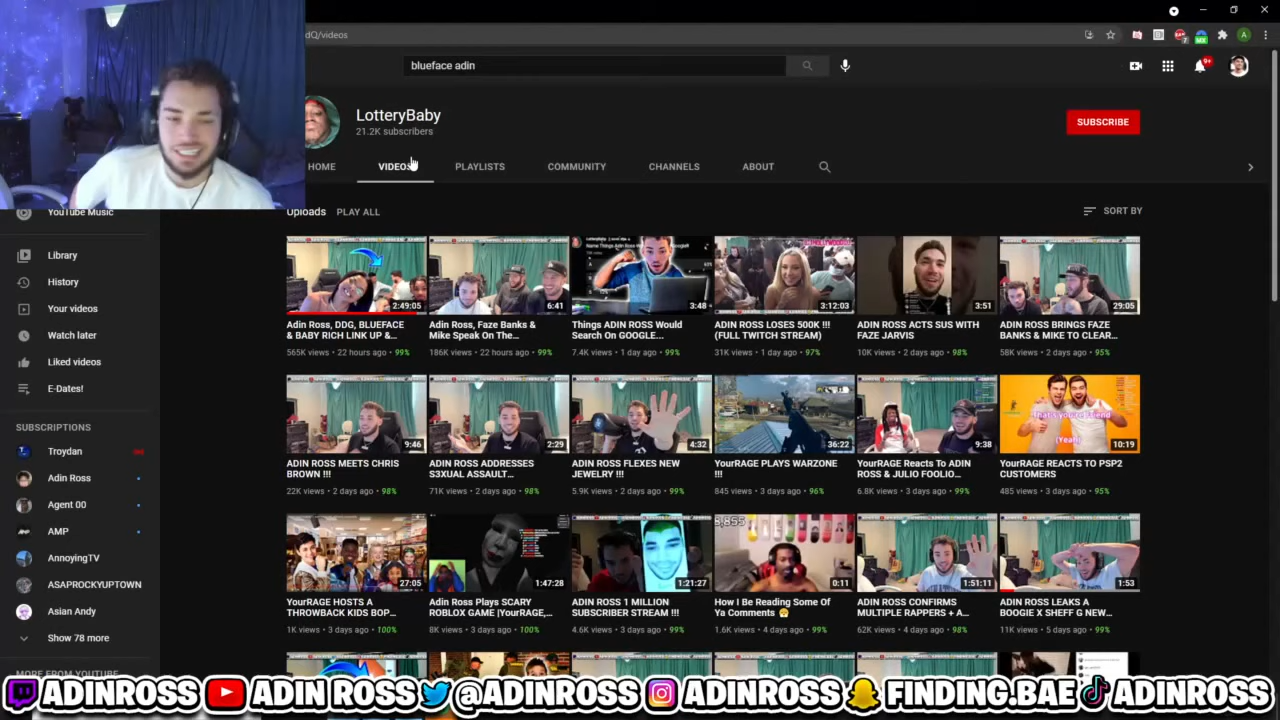 dQ/videos
blueface adin
9+
LotteryBaby
21.2K subscribers
SUBSCRIBE
HOME
VIDEOS
PLAYLISTS
COMMUNITY
CHANNELS
ABOUT
YouTube Music
Library
History
Your videos
Watch later
Liked videos
E-Dates!
SUBSCRIPTIONS
Troydan
Adin Ross
Agent 00
AMP
AnnoyingTV
ASAPROCKYUPTOWN
Asian Andy
Show 78 more
MORE FROM YOUTUBE
Uploads
PLAY ALL
SORT BY
2:49:05
Adin Ross, DDG, BLUEFACE
& BABY RICH LINK UP &...
565K views • 22 hours ago • 99%
6:41
Adin Ross, Faze Banks &
Mike Speak On The...
186K views • 22 hours ago • 99%
3:48
Things ADIN ROSS Would
Search On GOOGLE...
7.4K views • 1 day ago • 99%
3:12:03
ADIN ROSS LOSES 500K !!!
(FULL TWITCH STREAM)
31K views • 1 day ago • 97%
3:51
ADIN ROSS ACTS SUS WITH
FAZE JARVIS
10K views • 2 days ago • 98%
29:05
ADIN ROSS BRINGS FAZE
BANKS & MIKE TO CLEAR...
58K views • 2 days ago • 95%
9:46
ADIN ROSS MEETS CHRIS
BROWN !!!
22K views • 2 days ago • 98%
2:29
ADIN ROSS ADDRESSES
S3XUAL ASSAULT...
71K views • 2 days ago • 98%
4:32
ADIN ROSS FLEXES NEW
JEWELRY !!!
5.9K views • 2 days ago • 99%
36:22
YourRAGE PLAYS WARZONE
!!!
845 views • 3 days ago • 96%
9:38
YourRAGE Reacts To ADIN
ROSS & JULIO FOOLIO...
6.8K views • 3 days ago • 99%
That's you're Friend
(Yeah)
10:19
YourRAGE REACTS TO PSP2
CUSTOMERS
485 views • 3 days ago • 95%
27:05
YourRAGE HOSTS A
THROWBACK KIDS BOP...
1K views • 3 days ago • 100%
1:47:28
Adin Ross Plays SCARY
ROBLOX GAME |YourRAGE,...
8K views • 3 days ago • 100%
1:21:27
ADIN ROSS 1 MILLION
SUBSCRIBER STREAM !!!
4.6K views • 3 days ago • 99%
8,855
0:11
How I Be Reading Some Of
Ya Comments 😤
1.6K views • 4 days ago • 99%
1:51:11
ADIN ROSS CONFIRMS
MULTIPLE RAPPERS + A...
62K views • 4 days ago • 98%
1:53
ADIN ROSS LEAKS A
BOOGIE X SHEFF G NEW...
11K views • 5 days ago • 99%
ADINROSS ADIN ROSS @ADINROSS ADINROSS FINDING.BAE ADINROSS